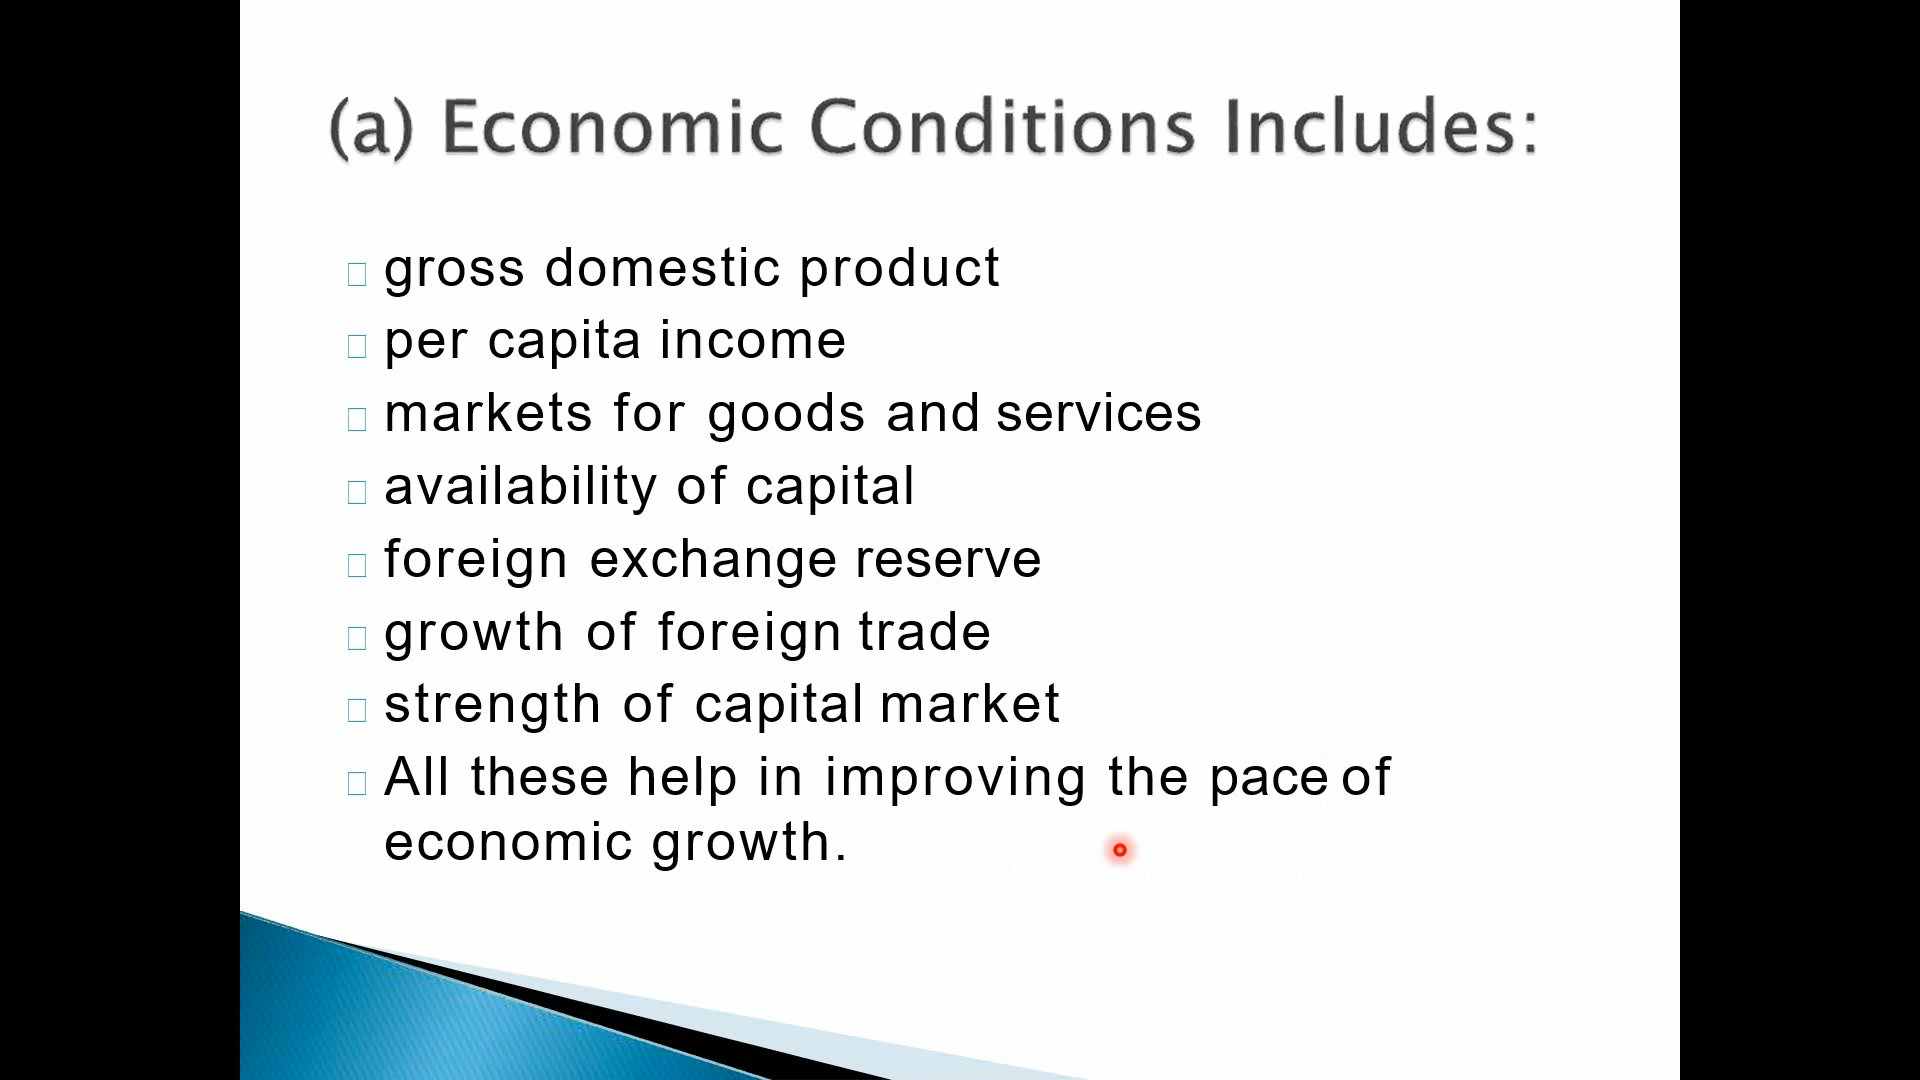 (a) Economic Conditions Includes:
gross domestic product
per capita income
markets for goods and services
availability of capital
foreign exchange reserve
growth of foreign trade
strength of capital market
All these help in improving the pace of
economic growth.